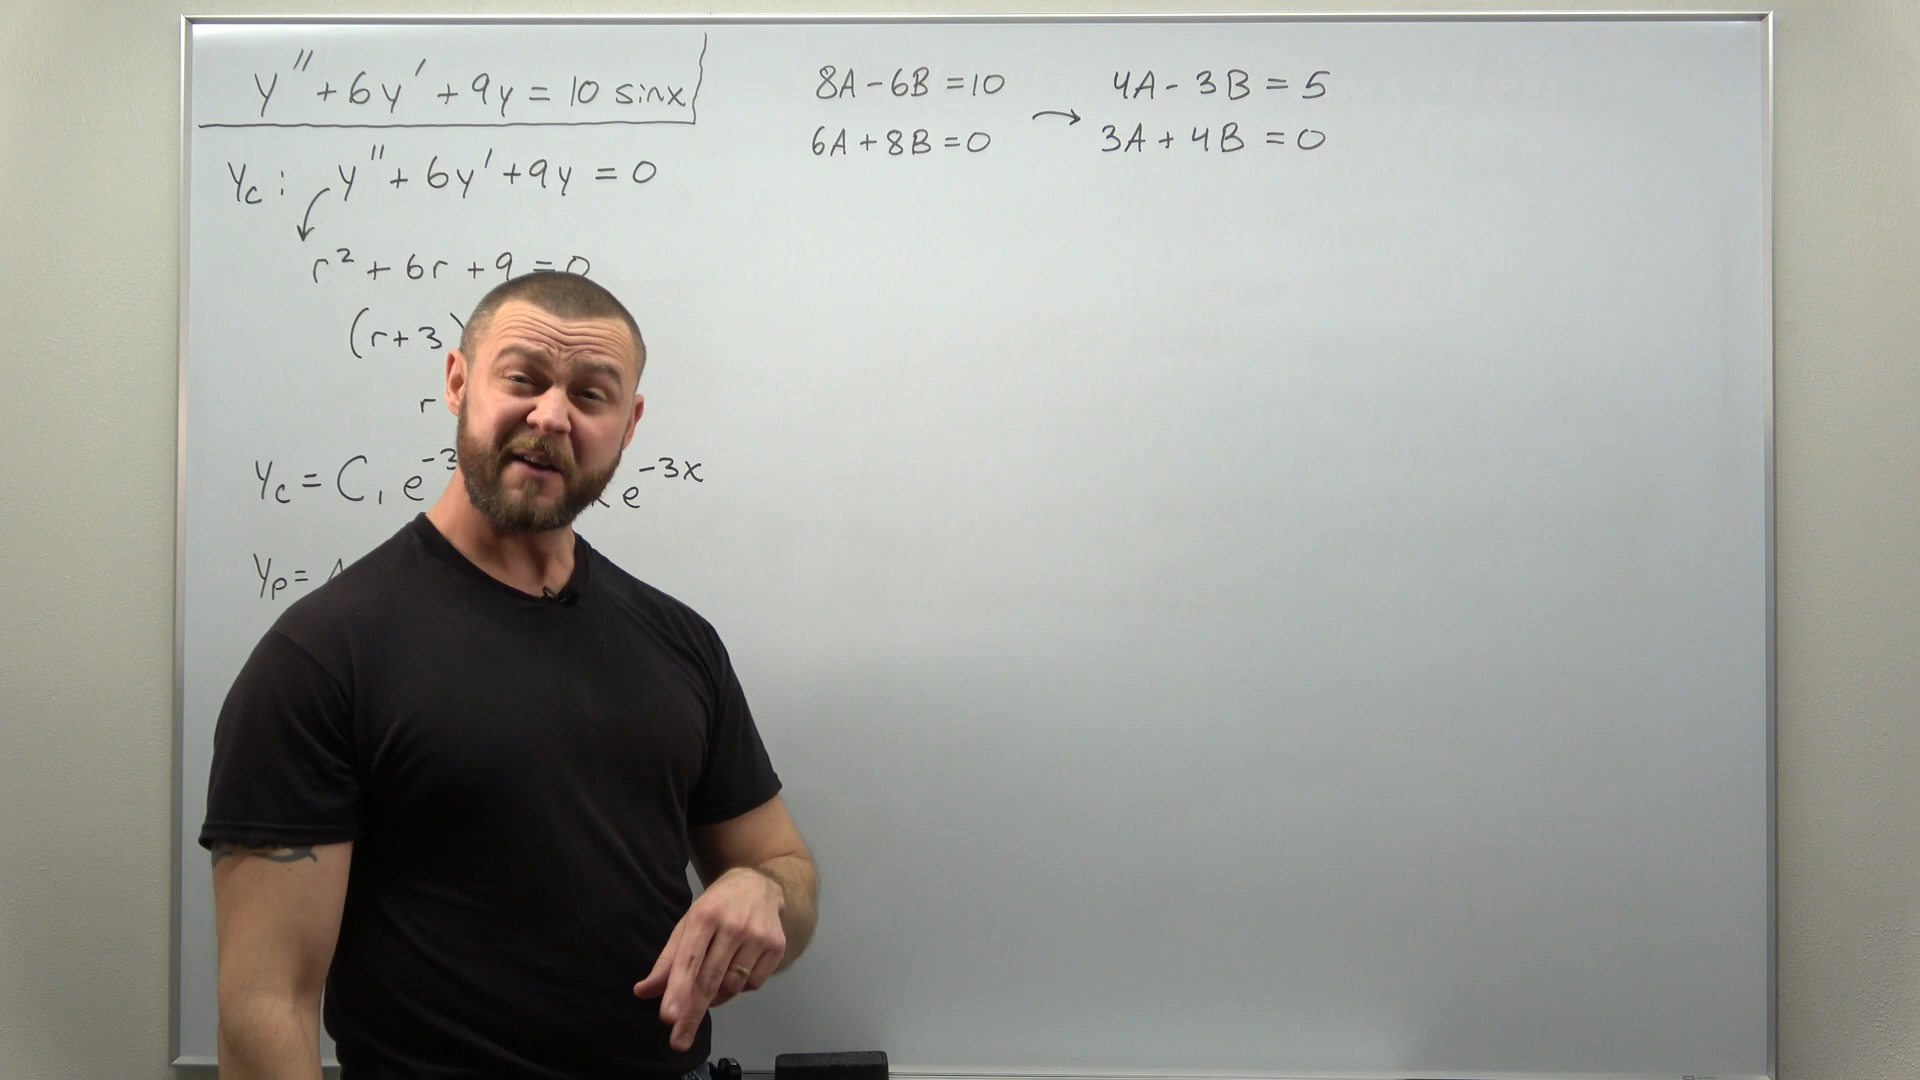 y'' + 6y' + 9y = 10 sinx
Yc: y'' + 6y' + 9y = 0
r² + 6r + 9 = 0
(r+3)
r
Yc = C₁ e⁻³ e⁻³ˣ
Yp =
8A - 6B = 10
6A + 8B = 0
→ 4A - 3B = 5
3A + 4B = 0